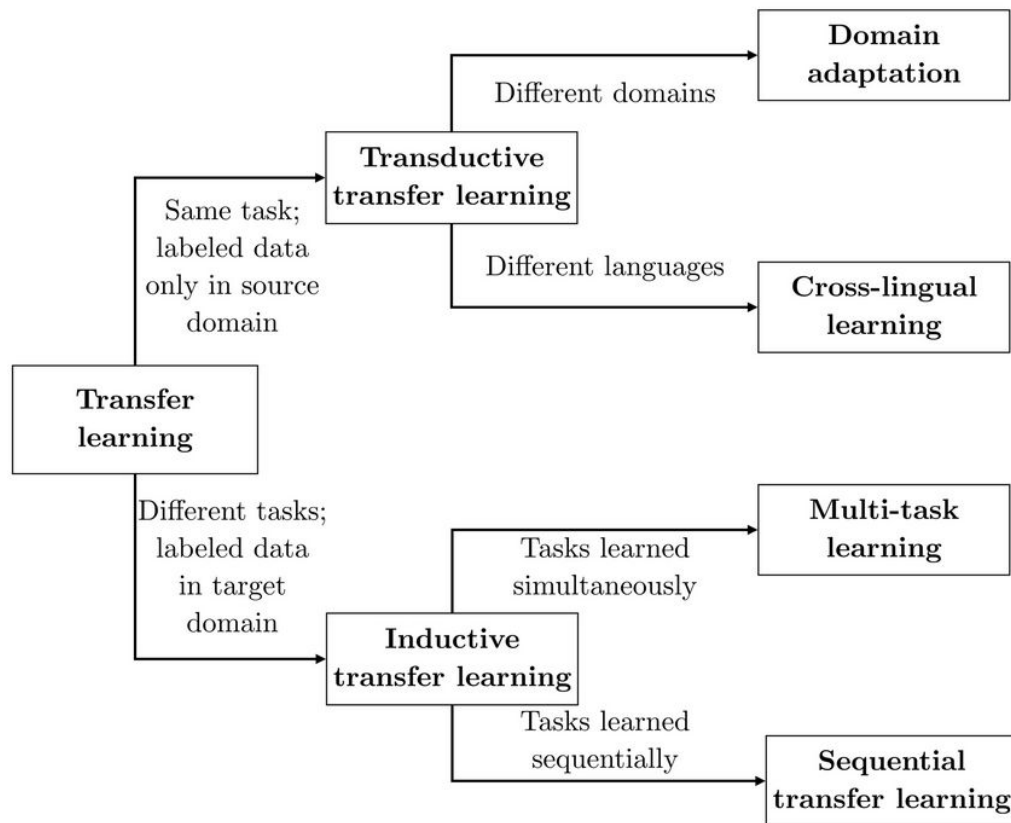 Domain
adaptation
Different domains
Transductive
transfer learning
Same task;
labeled data
only in source
domain
Different languages
Cross-lingual
learning
Transfer
learning
Different tasks;
labeled data
in target
domain
Multi-task
learning
Tasks learned
simultaneously
Inductive
transfer learning
Tasks learned
sequentially
Sequential
transfer learning